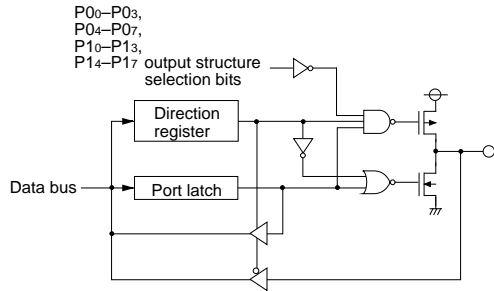 P00–P03,
P04–P07,
P10–P13,
P14–P17 output structure
selection bits
Direction
register
Data bus
Port latch